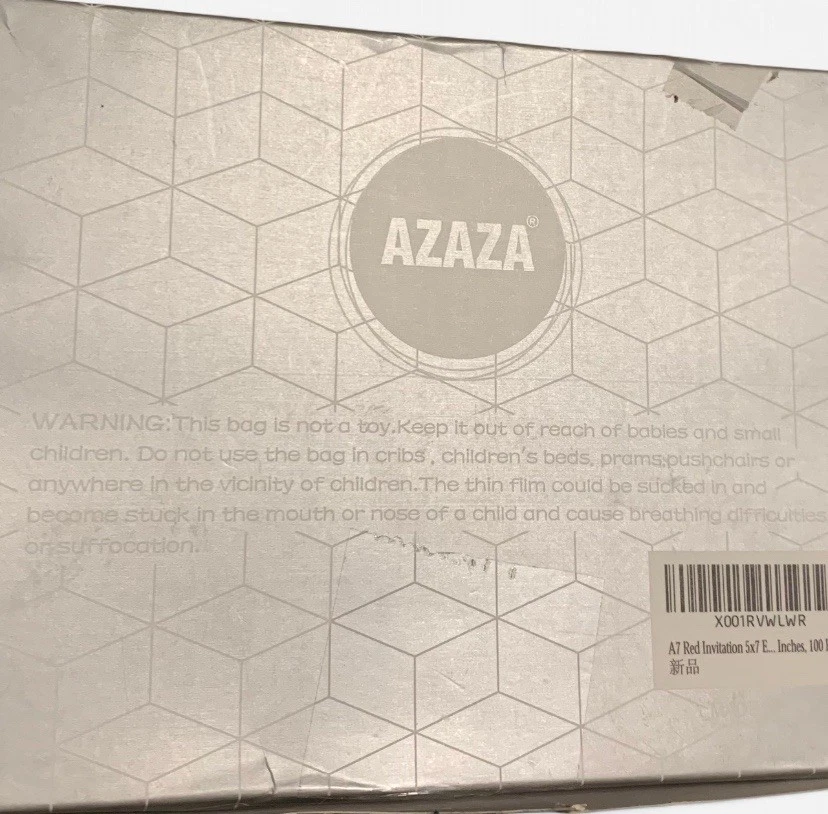 AZAZA®
WARNING:This bag is not a toy.Keep it out of reach of babies and small
children. Do not use the bag in cribs, children's beds, prams,pushchairs or
anywhere in the vicinity of children.The thin film could be sucked in and
become stuck in the mouth or nose of a child and cause breathing difficulties
or suffocation.
X001RVWLWR
A7 Red Invitation 5x7 E... Inches, 100
新品